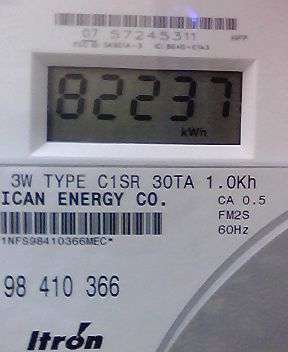 07 57245311 NPP
82237
kWh
3W TYPE C1SR 30TA 1.0Kh
ICAN ENERGY CO. CA 0.5
FM2S
60Hz
1NFS98410366MEC*
98 410 366
Itron